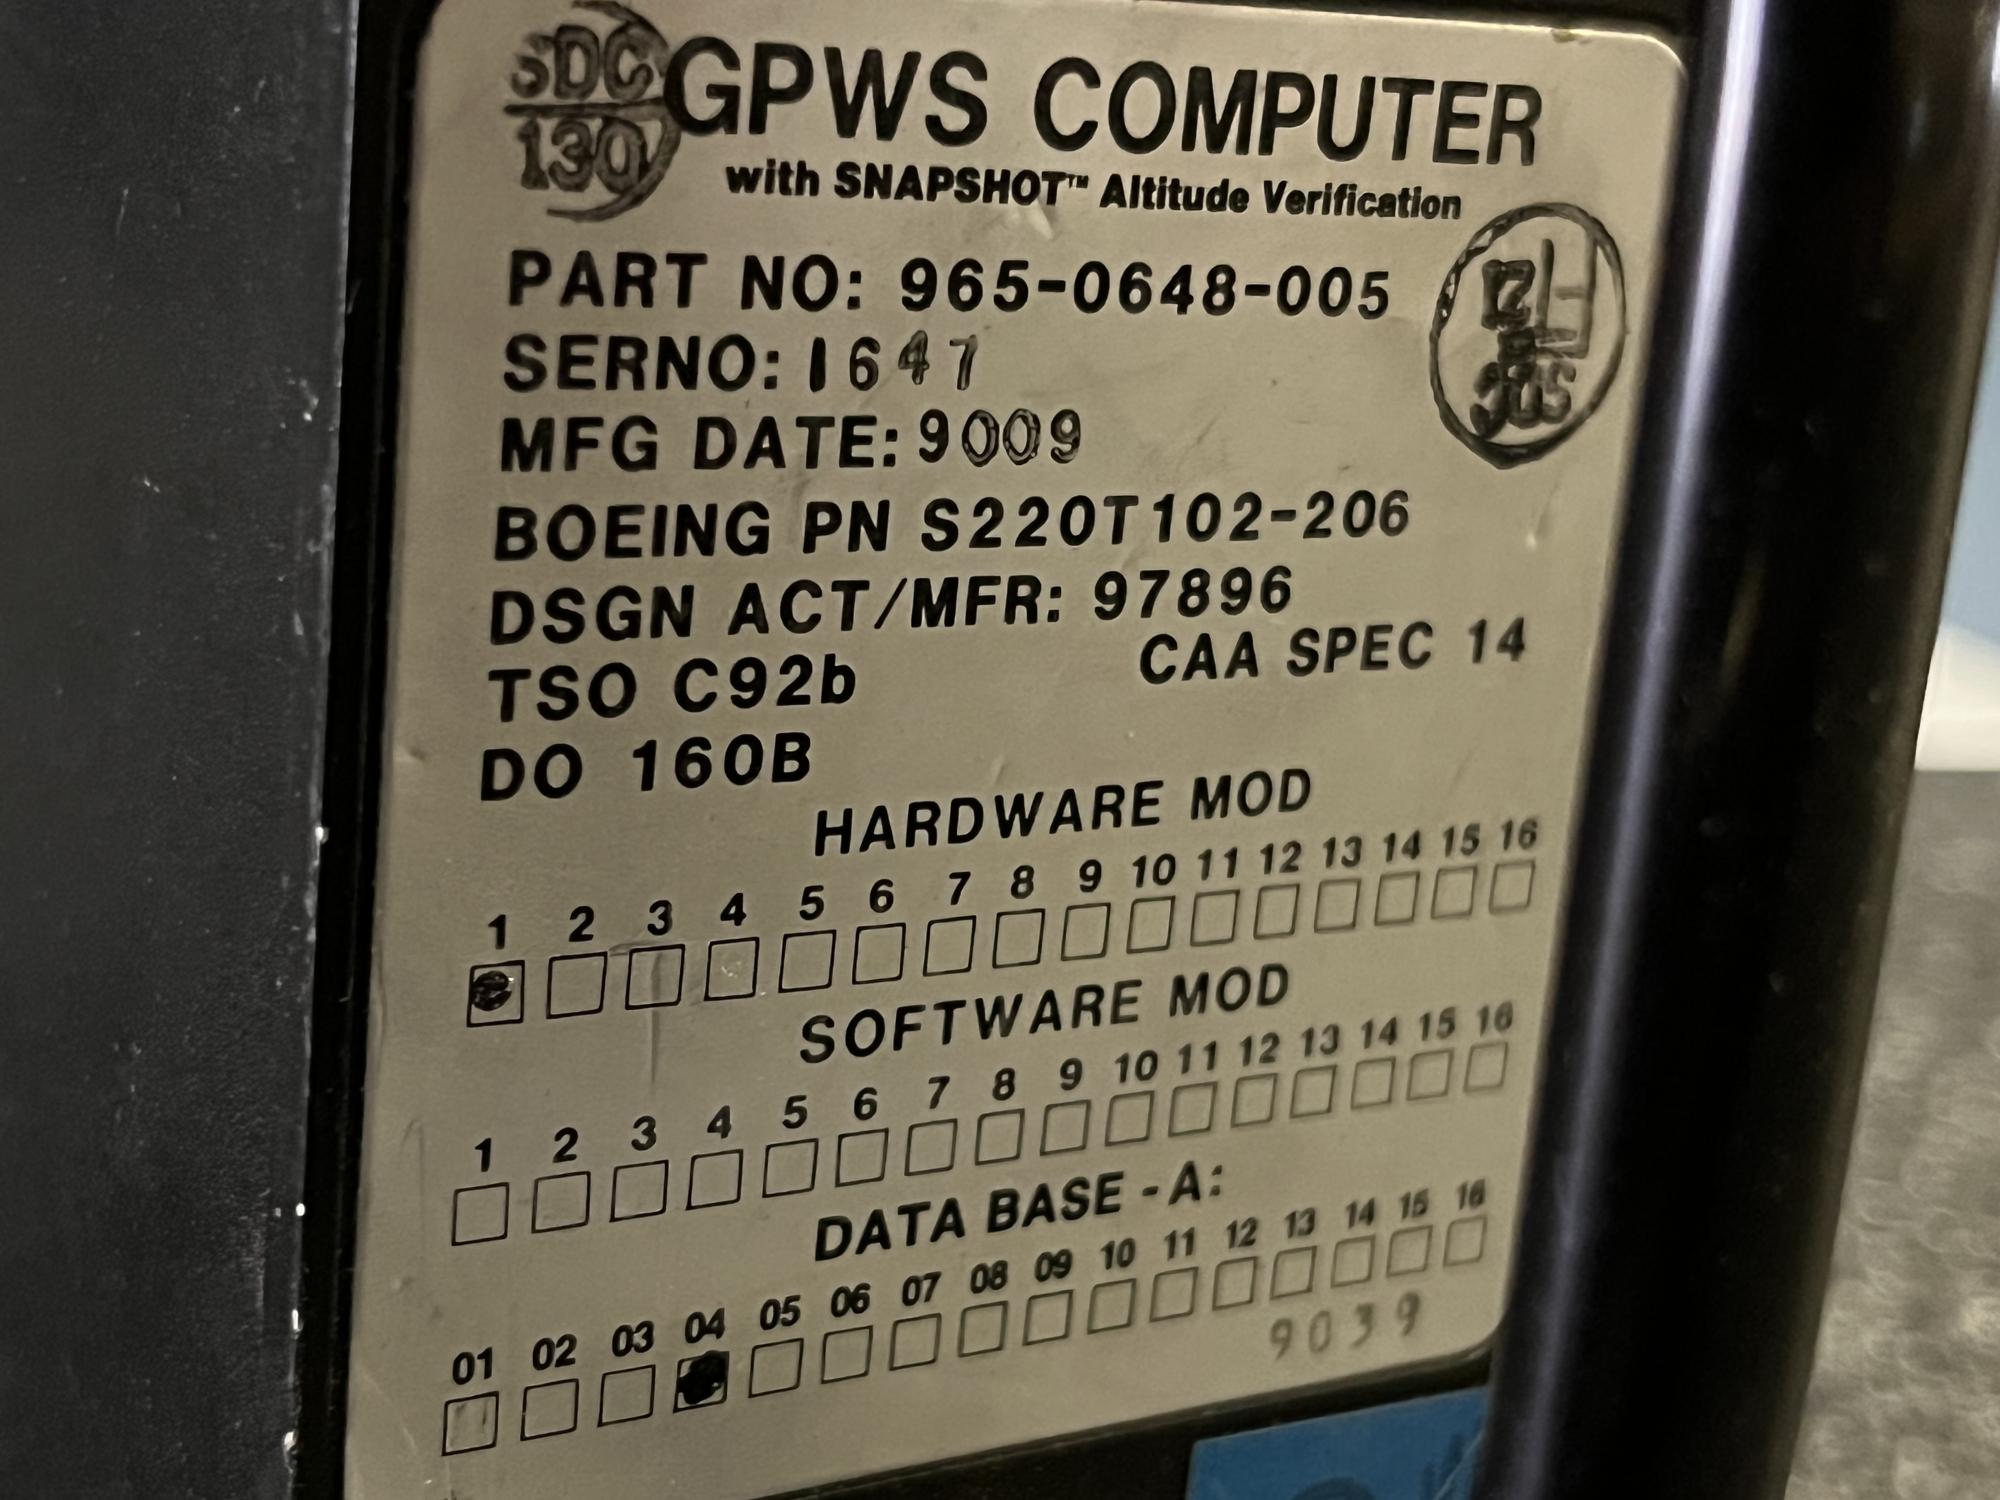 SDC
130
GPWS COMPUTER
with SNAPSHOT™ Altitude Verification
PART NO: 965-0648-005
SERNO: 1647
MFG DATE: 9009
BOEING PN S220T102-206
DSGN ACT/MFR: 97896
TSO C92b
CAA SPEC 14
DO 160B
HARDWARE MOD
1 2 3 4 5 6 7 8 9 10 11 12 13 14 15 16
SOFTWARE MOD
1 2 3 4 5 6 7 8 9 10 11 12 13 14 15 16
DATA BASE - A:
01 02 03 04 05 06 07 08 09 10 11 12 13 14 15 16
9039